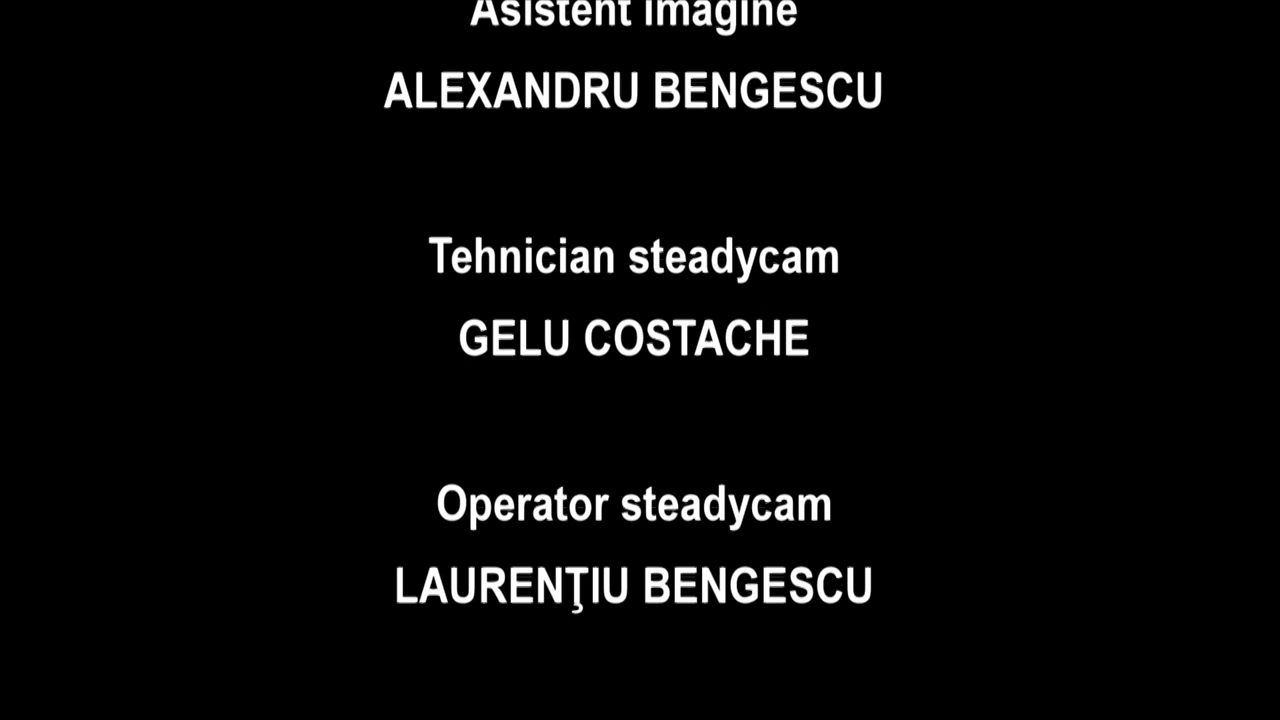 Asistent imagine
ALEXANDRU BENGESCU
Tehnician steadycam
GELU COSTACHE
Operator steadycam
LAURENŢIU BENGESCU